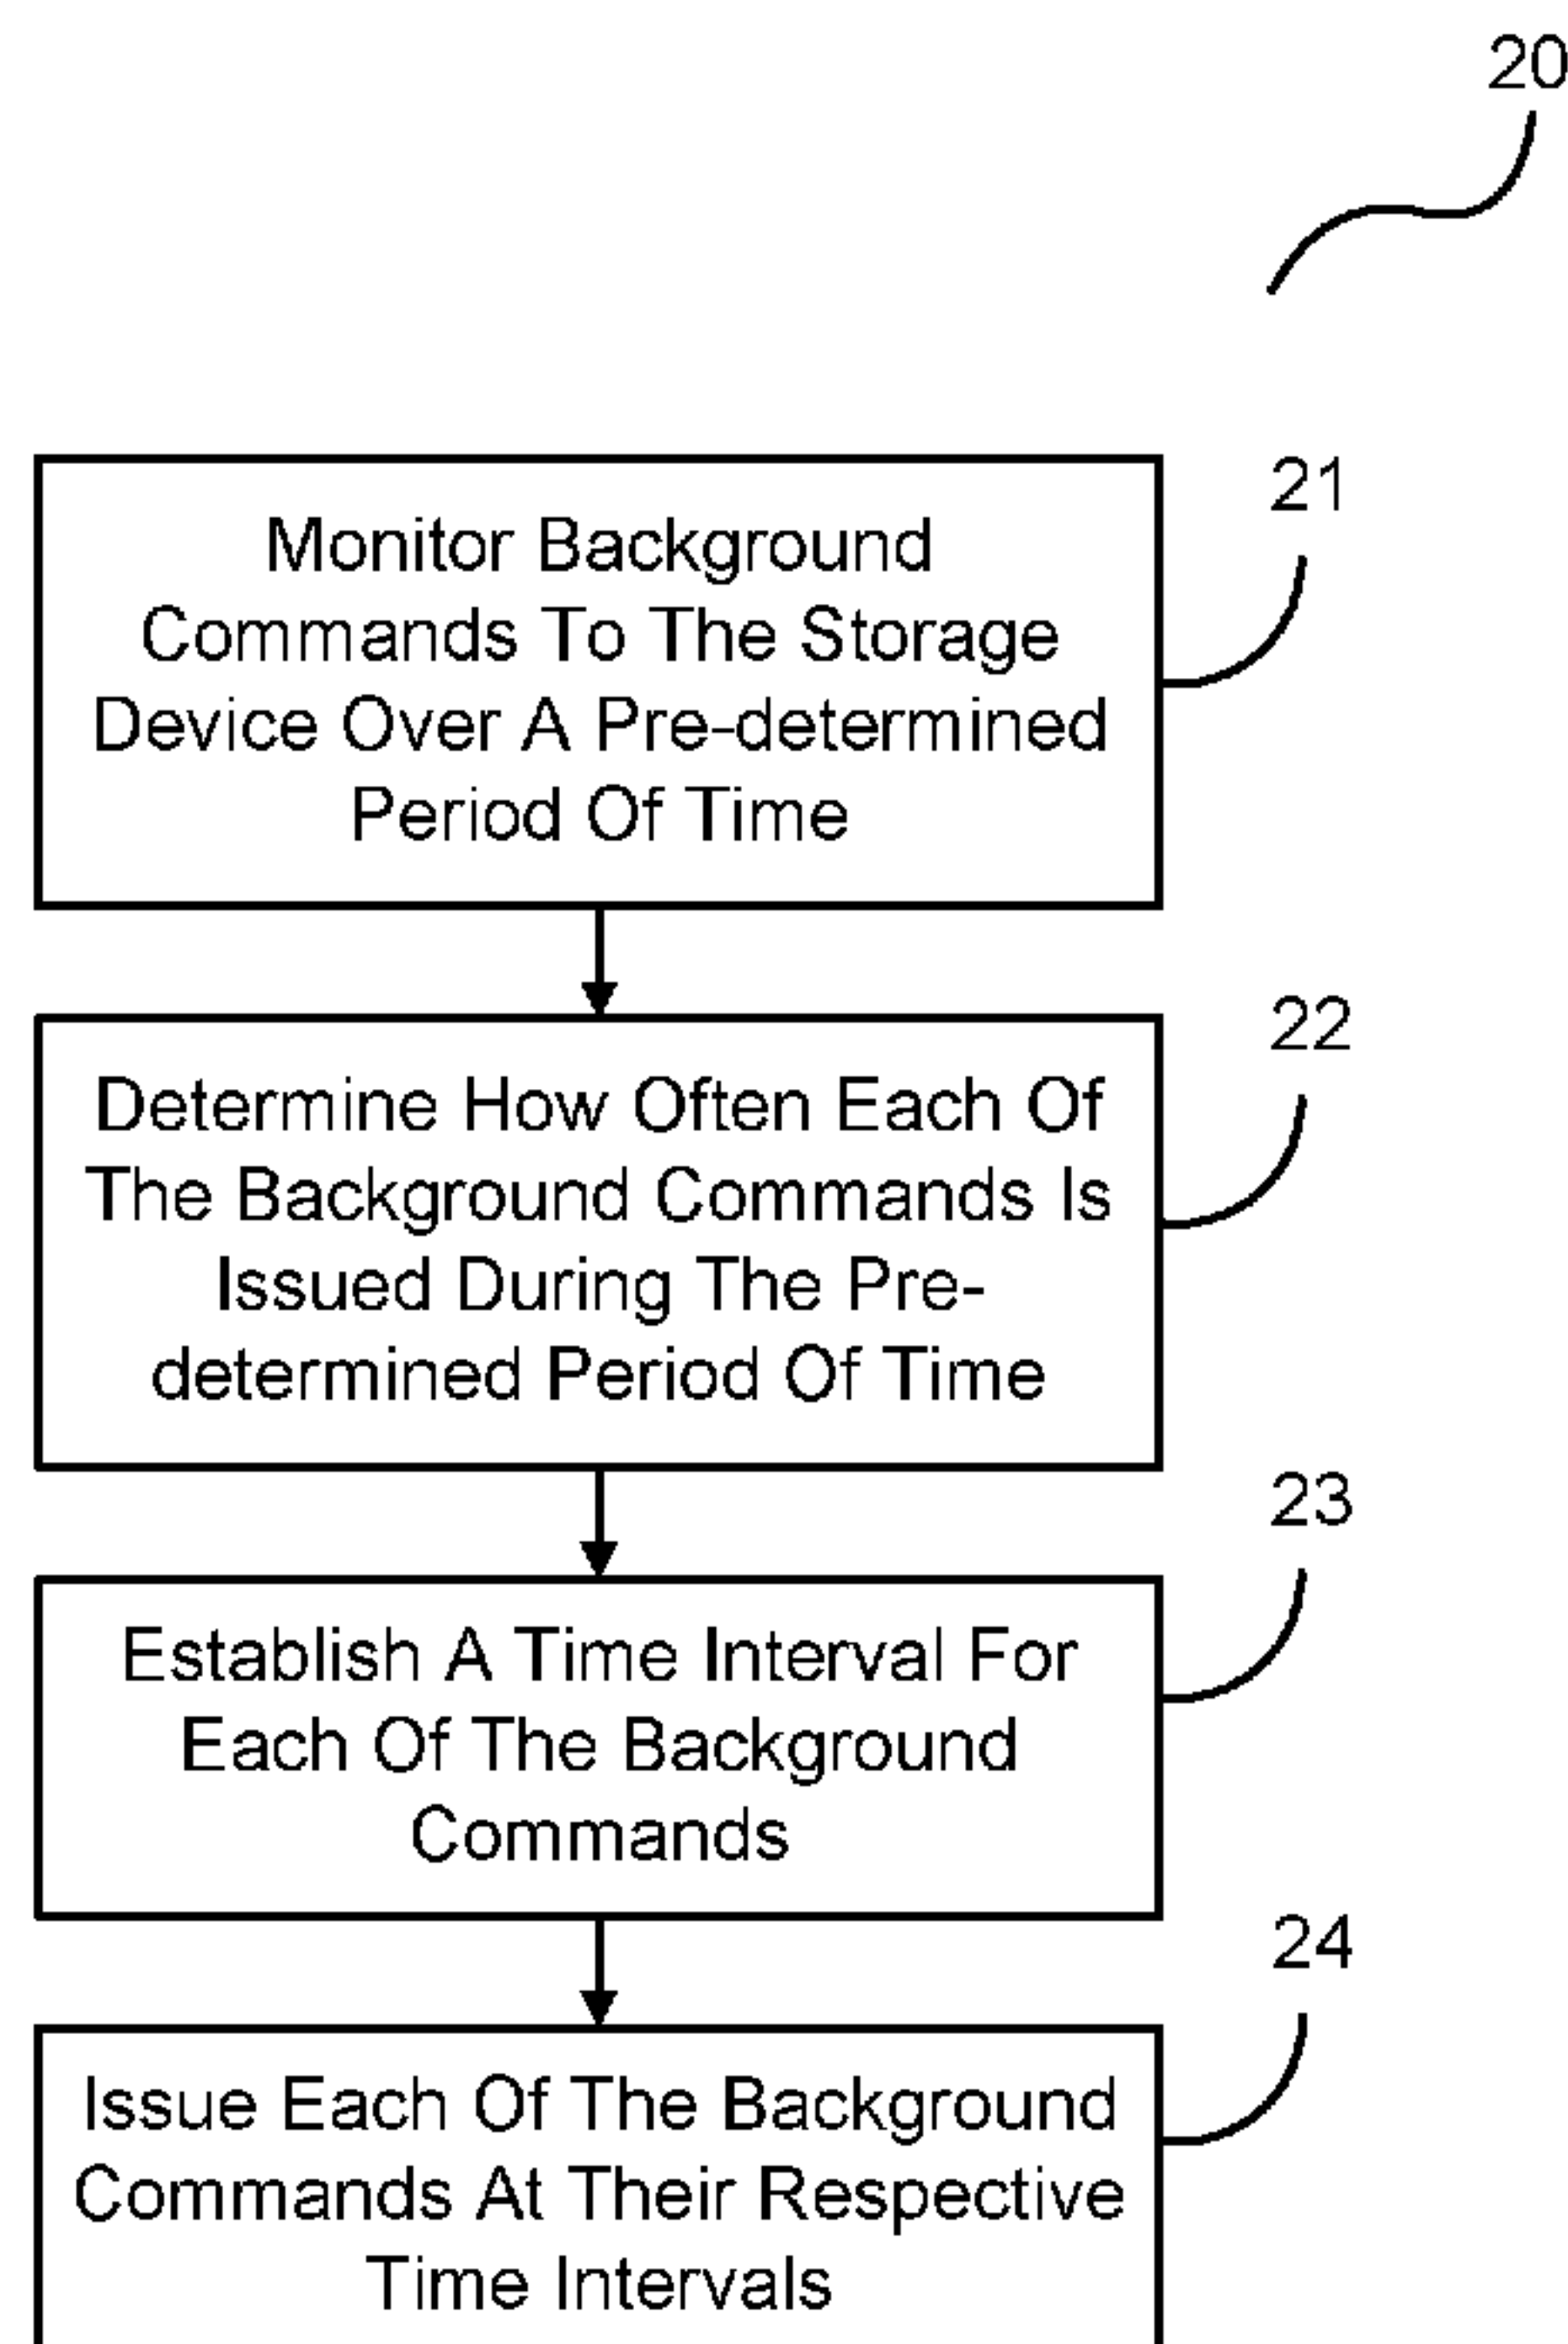 20
21
Monitor Background
Commands To The Storage
Device Over A Pre-determined
Period Of Time
22
Determine How Often Each Of
The Background Commands Is
Issued During The Pre-
determined Period Of Time
23
Establish A Time Interval For
Each Of The Background
Commands
24
Issue Each Of The Background
Commands At Their Respective
Time Intervals